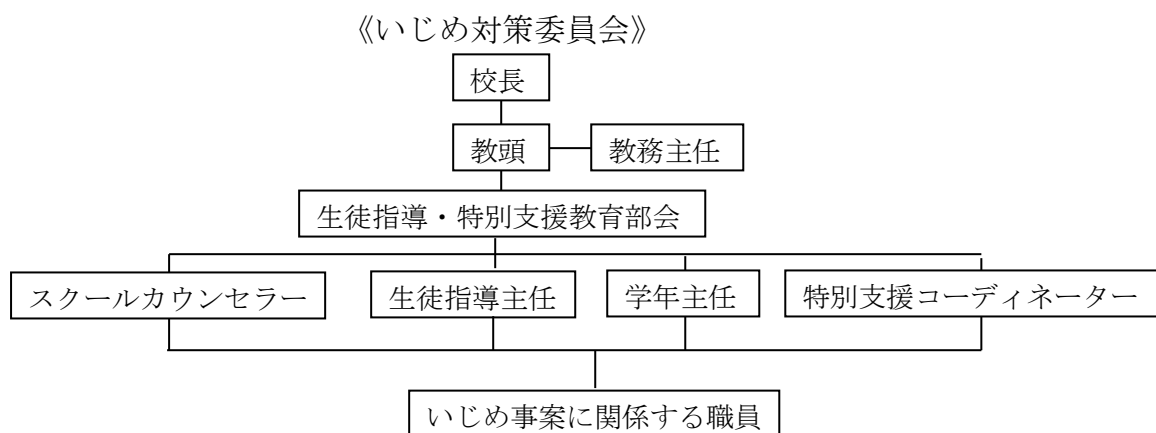 《いじめ対策委員会》
校長
教頭
教務主任
生徒指導・特別支援教育部会
スクールカウンセラー
生徒指導主任
学年主任
特別支援コーディネーター
いじめ事案に関係する職員